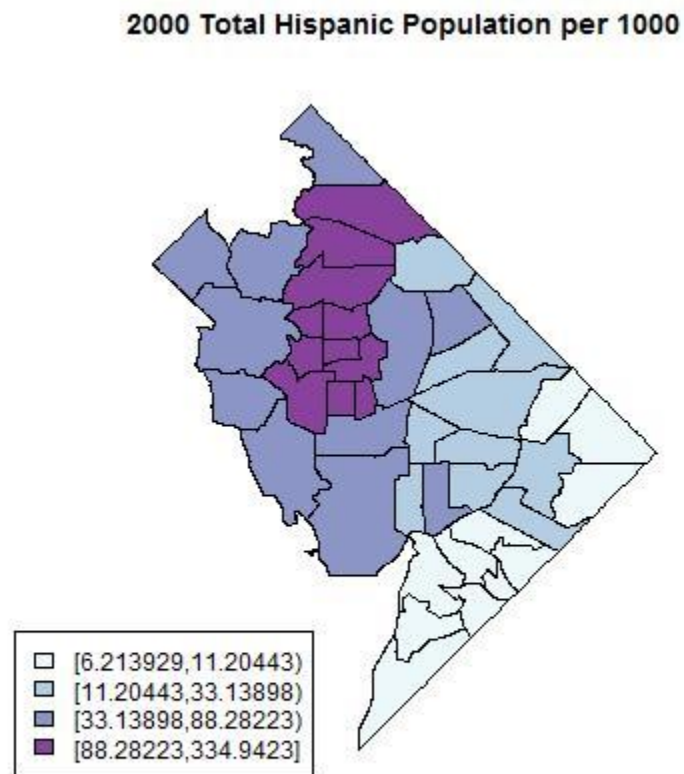 2000 Total Hispanic Population per 1000
[6.213929,11.20443)
[11.20443,33.13898)
[33.13898,88.28223)
[88.28223,334.9423]